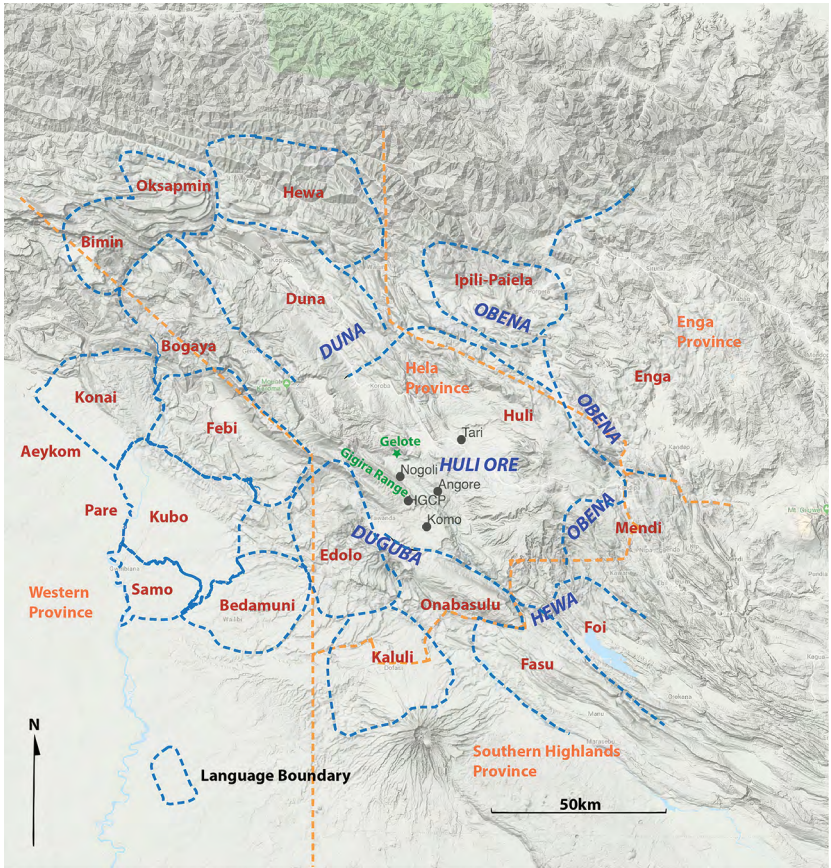 Oksapmin
Hewa
Bimin
Ipili-Paiela
Duna
OBENA
Enga
Province
DUNA
Bogaya
Hela
Province
Enga
Konai
Huli
OBENA
Febi
Tari
Aeykom
Gelote
HULI ORE
Gigira Range
Nogoli
Angore
HGCP
Pare
Kubo
Komo
OBENA
Mendi
DUGUBA
Edolo
Western
Province
Samo
Bedamuni
Onabasulu
HEWA
Foi
Kaluli
Fasu
N
Southern Highlands
Province
Language Boundary
50km